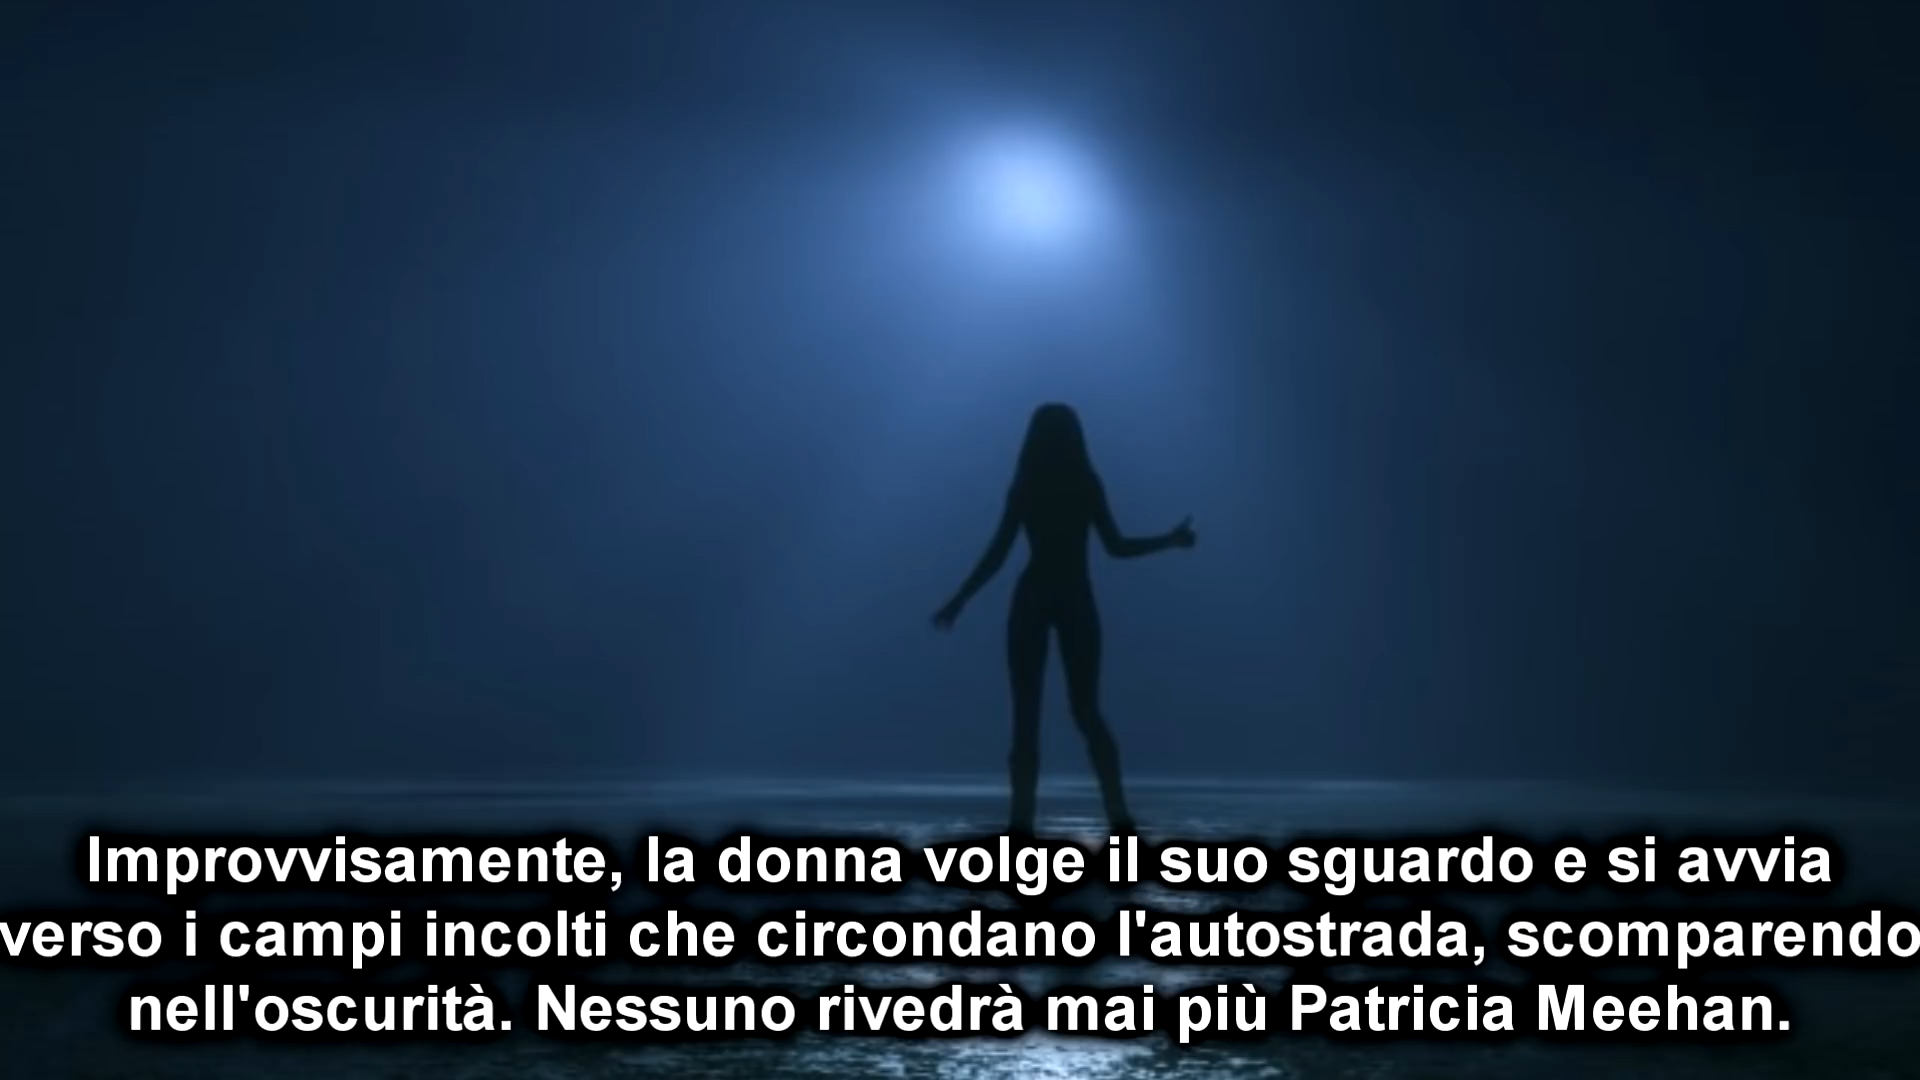 Improvvisamente, la donna volge il suo sguardo e si avvia
verso i campi incolti che circondano l'autostrada, scomparendo
nell'oscurità. Nessuno rivedrà mai più Patricia Meehan.